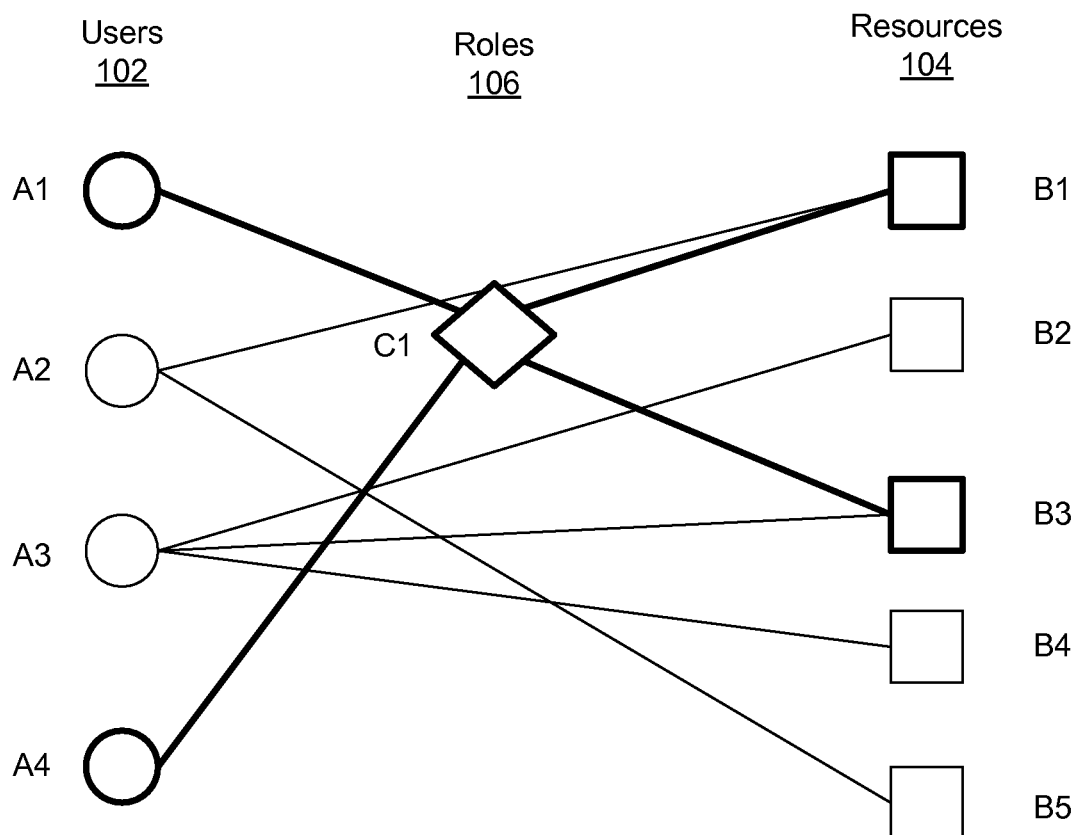 Users
102
Roles
106
Resources
104
A1
B1
B2
C1
A2
B3
A3
B4
A4
B5